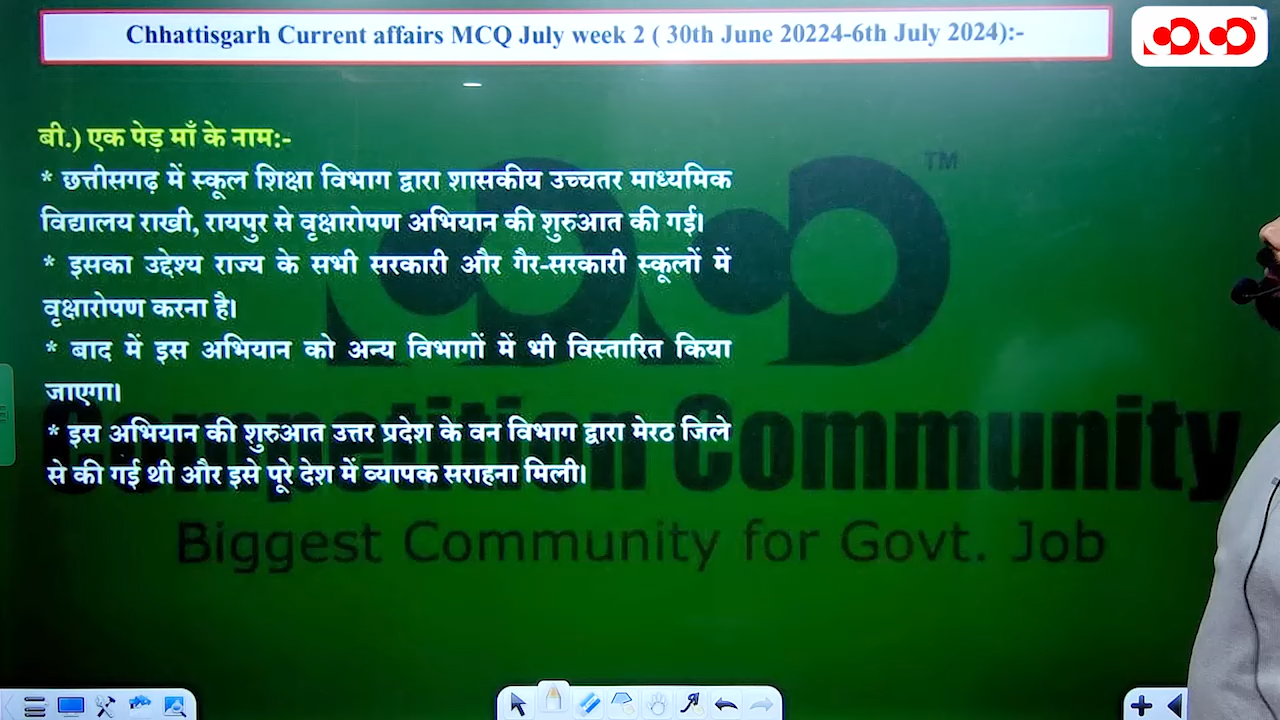 Chhattisgarh Current affairs MCQ July week 2 ( 30th June 20224-6th July 2024):-
बी.) एक पेड़ माँ के नाम:-
* छत्तीसगढ़ में स्कूल शिक्षा विभाग द्वारा शासकीय उच्चतर माध्यमिक
विद्यालय राखी, रायपुर से वृक्षारोपण अभियान की शुरुआत की गई।
* इसका उद्देश्य राज्य के सभी सरकारी और गैर-सरकारी स्कूलों में
वृक्षारोपण करना है।
* बाद में इस अभियान को अन्य विभागों में भी विस्तारित किया
जाएगा।
* इस अभियान की शुरुआत उत्तर प्रदेश के वन विभाग द्वारा मेरठ जिले
से की गई थी और इसे पूरे देश में व्यापक सराहना मिली।
TM
Competition Community
Biggest Community for Govt. Job